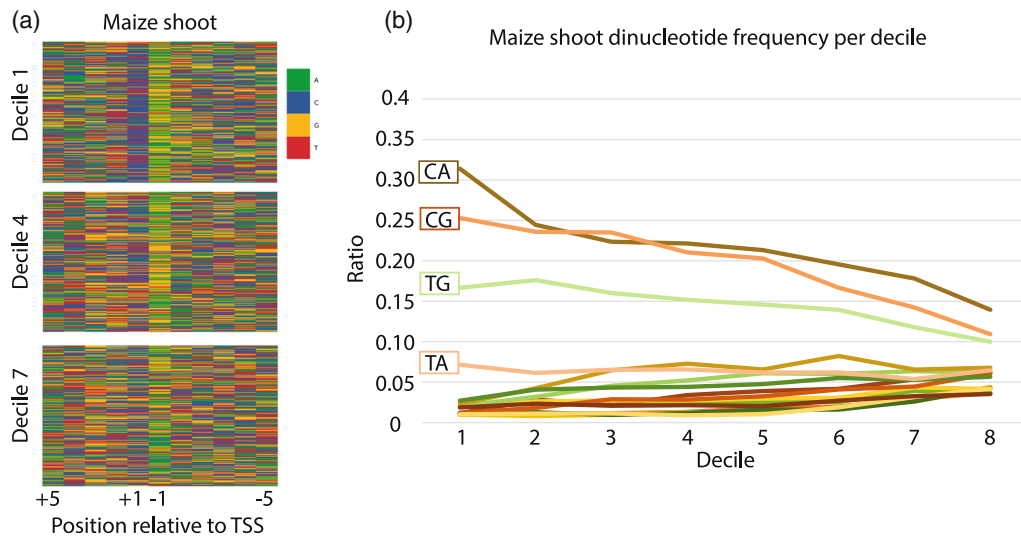 (a)
Maize shoot
Decile 1
Decile 4
Decile 7
A
C
G
T
+5 +1 -1 -5
Position relative to TSS
(b)
Maize shoot dinucleotide frequency per decile
Ratio
0.4
0.35
0.30
0.25
0.20
0.15
0.10
0.05
0
CA
CG
TG
TA
1 2 3 4 5 6 7 8
Decile